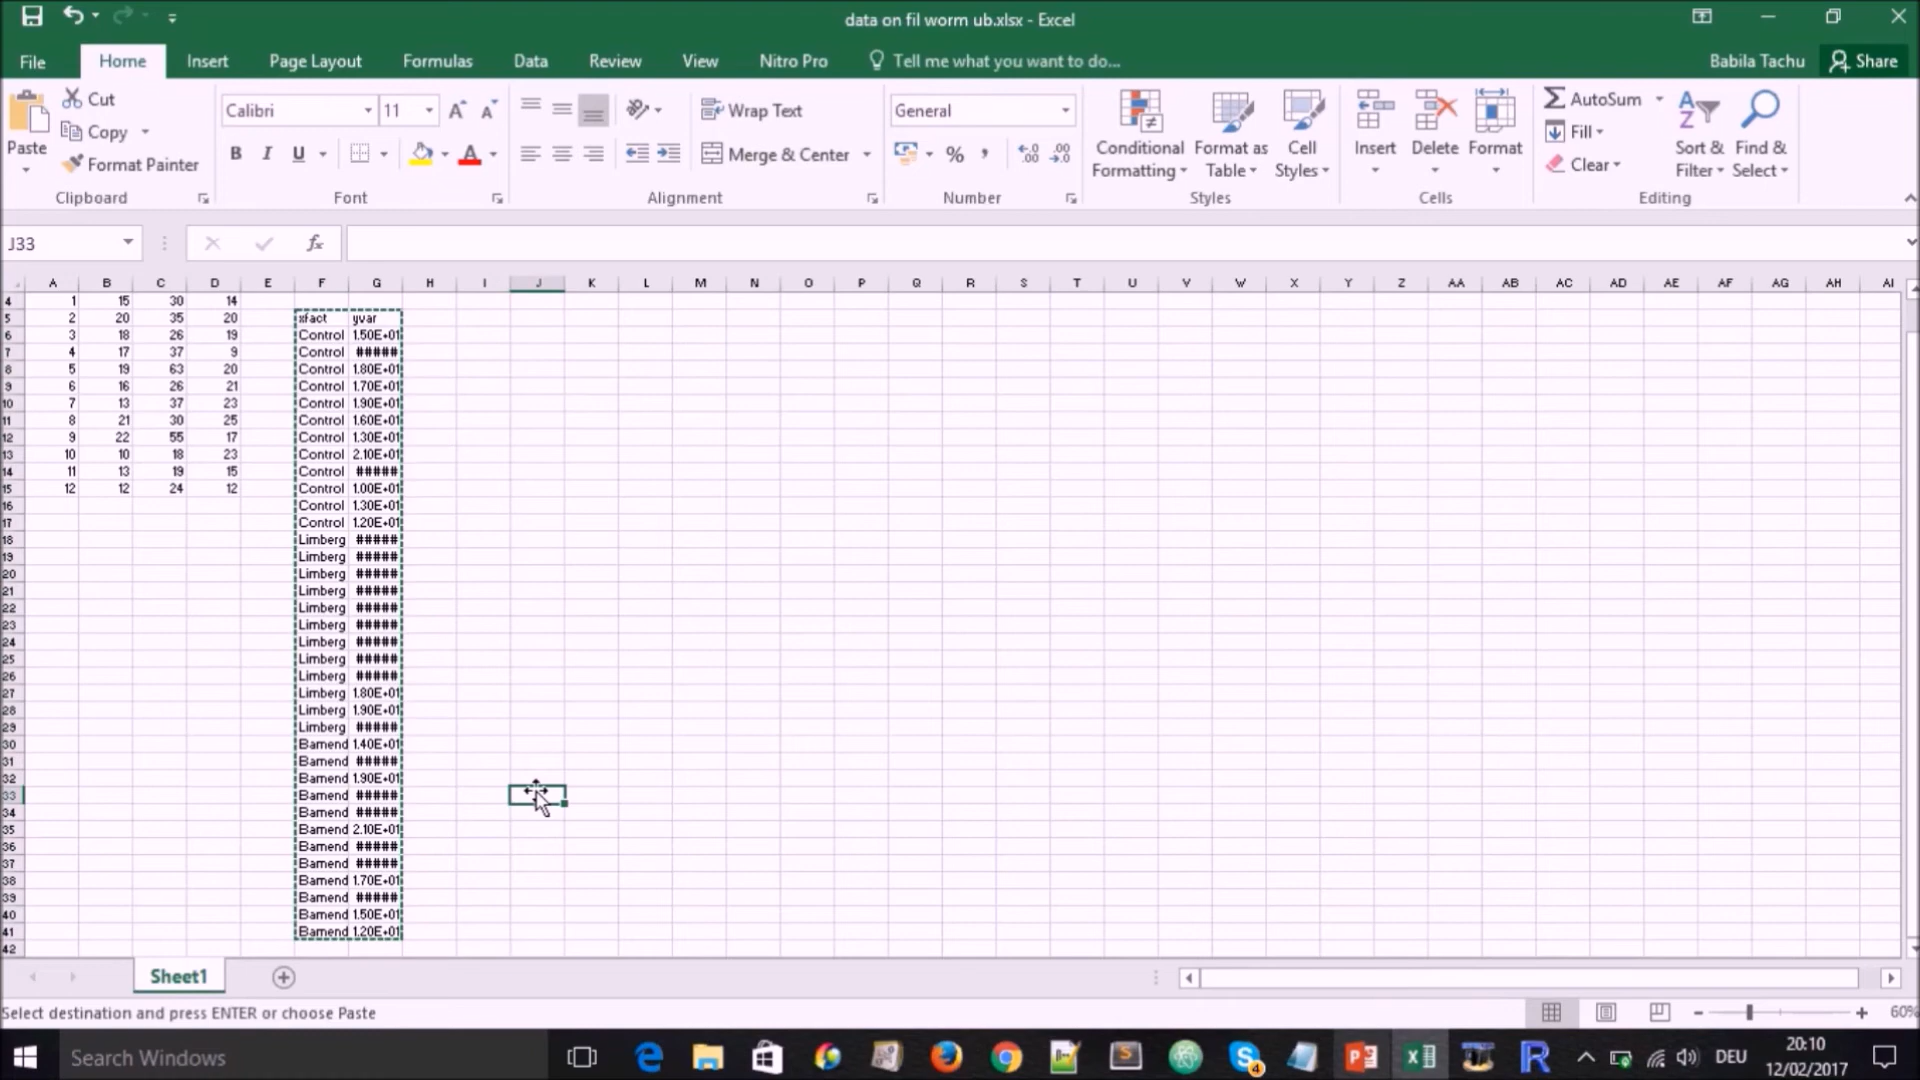 data on fil worm ub.xlsx - Excel
File Home Insert Page Layout Formulas Data Review View Nitro Pro Tell me what you want to do... Babila Tachu Share
Cut
Copy
Format Painter
Paste
Clipboard
Calibri 11
B I U
Font
Wrap Text
Merge & Center
Alignment
General
%
Number
Conditional Formatting
Format as Table
Cell Styles
Styles
Insert Delete Format
Cells
AutoSum
Fill
Clear
Sort & Filter
Find & Select
Editing
J33 fx
A B C D E F G H I J K L M N O P Q R S T U V W X Y Z AA AB AC AD AE AF AG AH AI
4 1 15 30 14
5 2 20 35 20 xfact yvar
6 3 18 26 19 Control 1.50E+01
7 4 17 37 9 Control #####
8 5 19 63 20 Control 1.80E+01
9 6 16 26 21 Control 1.70E+01
10 7 13 37 23 Control 1.90E+01
11 8 21 30 25 Control 1.60E+01
12 9 22 55 17 Control 1.30E+01
13 10 10 18 23 Control 2.10E+01
14 11 13 19 15 Control #####
15 12 12 24 12 Control 1.00E+01
16 Control 1.30E+01
17 Control 1.20E+01
18 Limberg #####
19 Limberg #####
20 Limberg #####
21 Limberg #####
22 Limberg #####
23 Limberg #####
24 Limberg #####
25 Limberg #####
26 Limberg #####
27 Limberg 1.80E+01
28 Limberg 1.90E+01
29 Limberg #####
30 Bamend 1.40E+01
31 Bamend #####
32 Bamend 1.90E+01
33 Bamend #####
34 Bamend #####
35 Bamend 2.10E+01
36 Bamend #####
37 Bamend #####
38 Bamend 1.70E+01
39 Bamend #####
40 Bamend 1.50E+01
41 Bamend 1.20E+01
42
Sheet1
Select destination and press ENTER or choose Paste
60%
Search Windows
4
DEU
20:10
12/02/2017